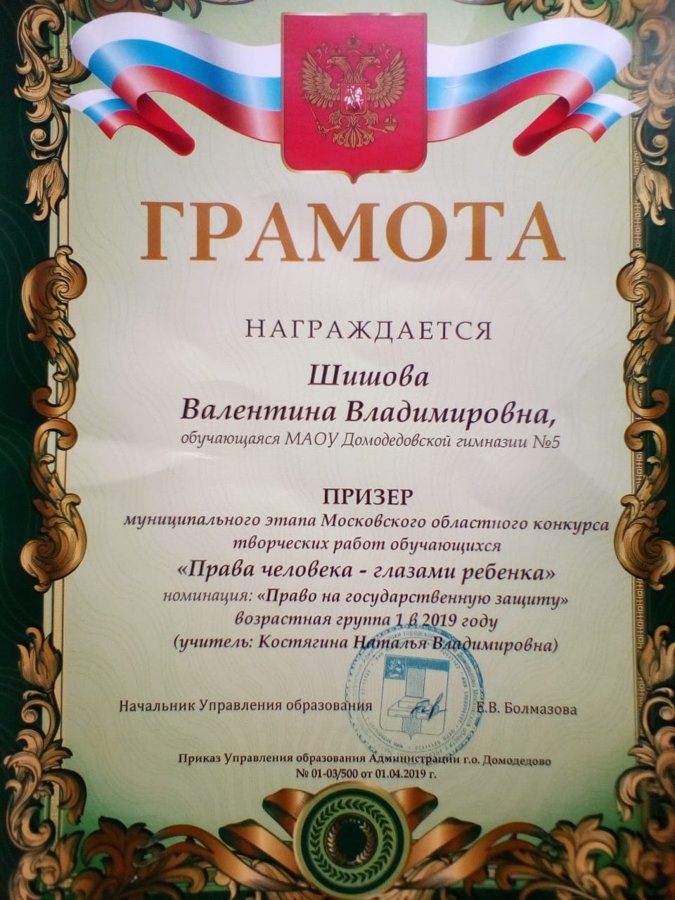 ГРАМОТА
НАГРАЖДАЕТСЯ
Шишова
Валентина Владимировна,
обучающаяся МАОУ Домодедовской гимназии №5
ПРИЗЕР
муниципального этапа Московского областного конкурса
творческих работ обучающихся
«Права человека - глазами ребенка»
номинация: «Право на государственную защиту»
возрастная группа 1 в 2019 году
(учитель: Костягина Наталья Владимировна)
Начальник Управления образования Е.В. Болмазова
Приказ Управления образования Администрации г.о. Домодедово
№ 01-03/500 от 01.04.2019 г.